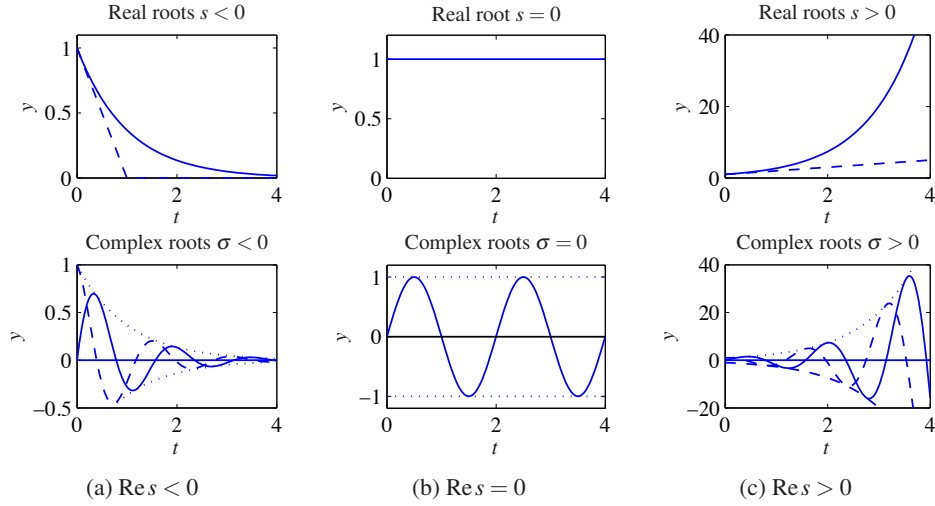 Real roots s < 0
Real root s = 0
Real roots s > 0
1
0.5
0
y
0 2 4
t
1
0.5
0
y
0 2 4
t
40
20
0
y
0 2 4
t
Complex roots σ < 0
Complex roots σ = 0
Complex roots σ > 0
1
0.5
0
−0.5
y
0 2 4
t
1
0
−1
y
0 2 4
t
40
20
0
−20
y
0 2 4
t
(a) Re s < 0
(b) Re s = 0
(c) Re s > 0